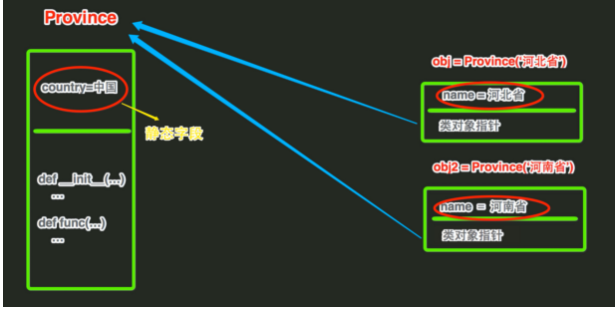 Province
country=中国
静态字段
def __init__(...)
...
def func(...)
...
obj = Province('河北省')
name = 河北省
类对象指针
obj2 = Province('河南省')
name = 河南省
类对象指针